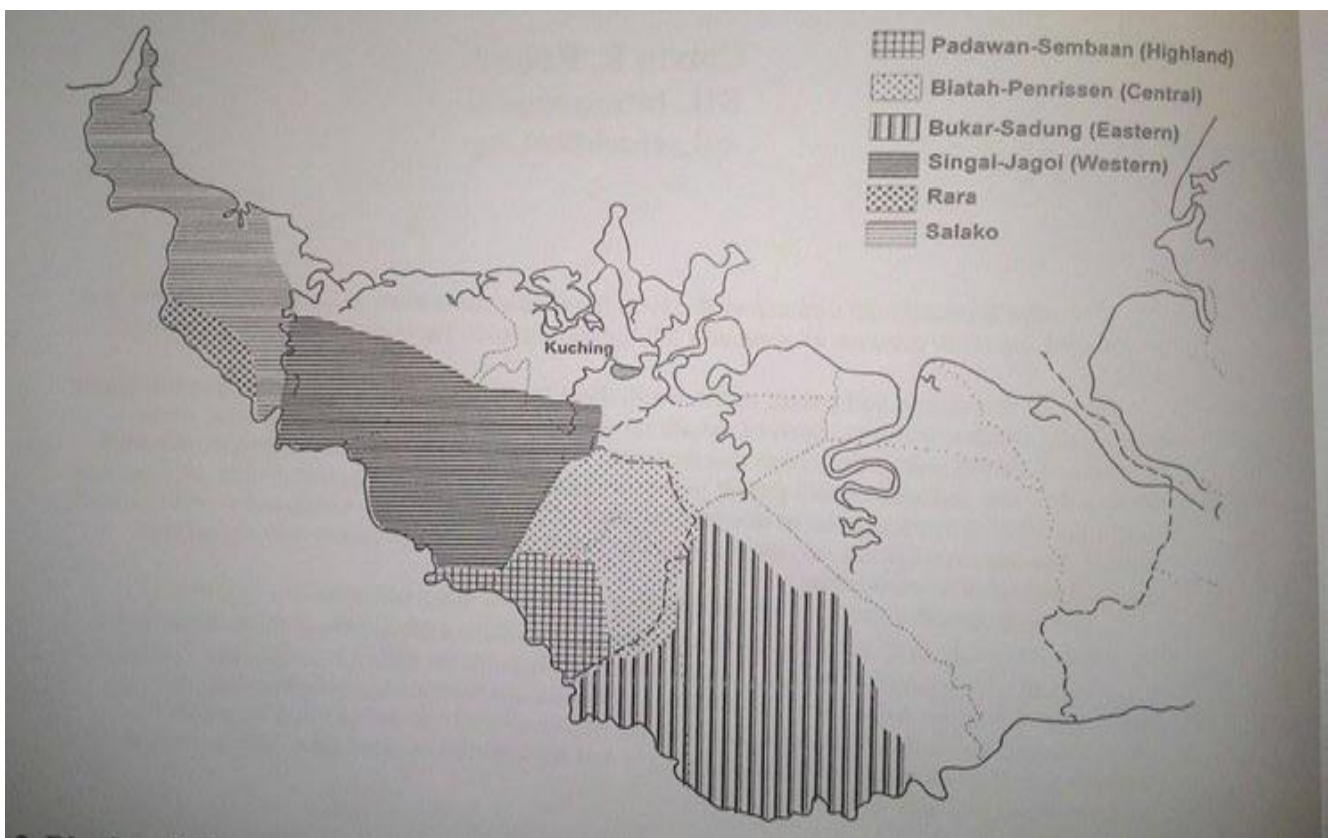 Padawan-Sembaan (Highland)
Biatah-Penrissen (Central)
Bukar-Sadung (Eastern)
Singai-Jagoi (Western)
Rara
Salako
Kuching